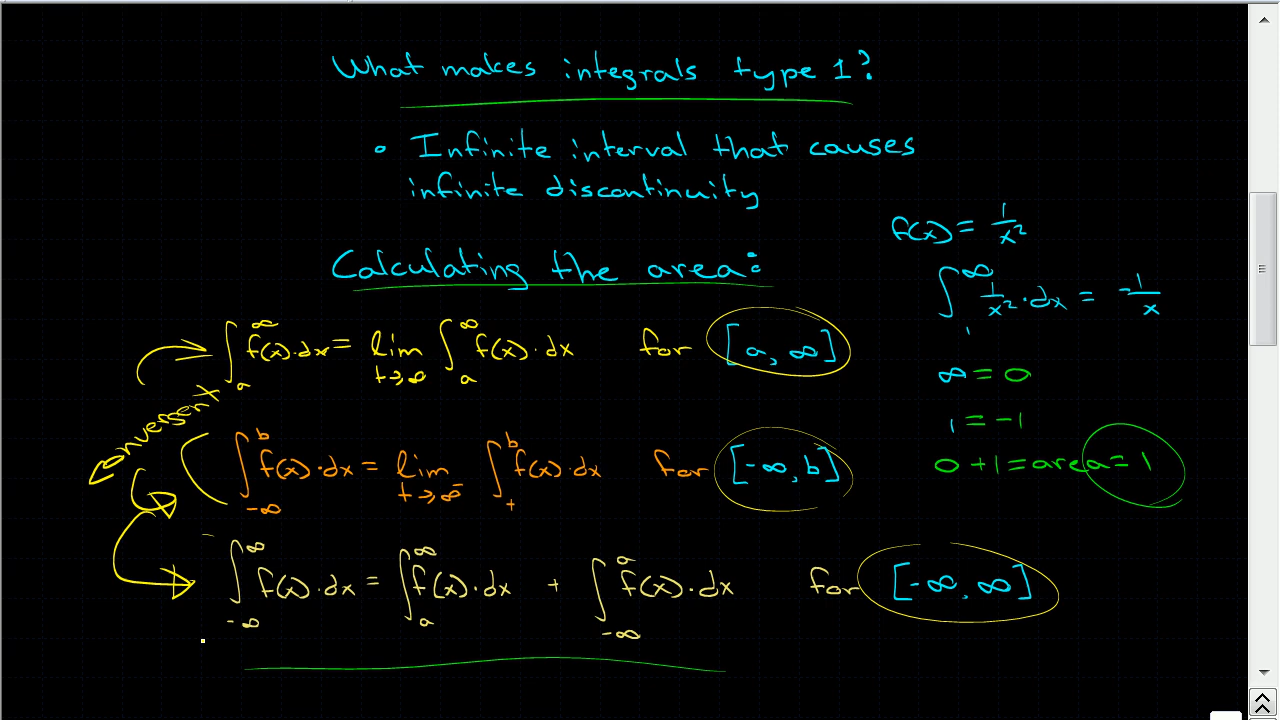 What makes integrals type 1?
• Infinite interval that causes
infinite discontinuity
f(x) = 1/x²
Calculating the area:
∫₁^∞ 1/x² · dx = -1/x
∫ₐ^∞ f(x)·dx = lim t→∞ ∫ₐ^∞ f(x)·dx for [a, ∞]
∞ = 0
convergent
1 = -1
∫₋∞^b f(x)·dx = lim t→∞⁻ ∫ₜ^b f(x)·dx for [-∞, b]
0 + 1 = area = 1
∫₋∞^∞ f(x)·dx = ∫ₐ^∞ f(x)·dx + ∫₋∞^a f(x)·dx for [-∞, ∞]